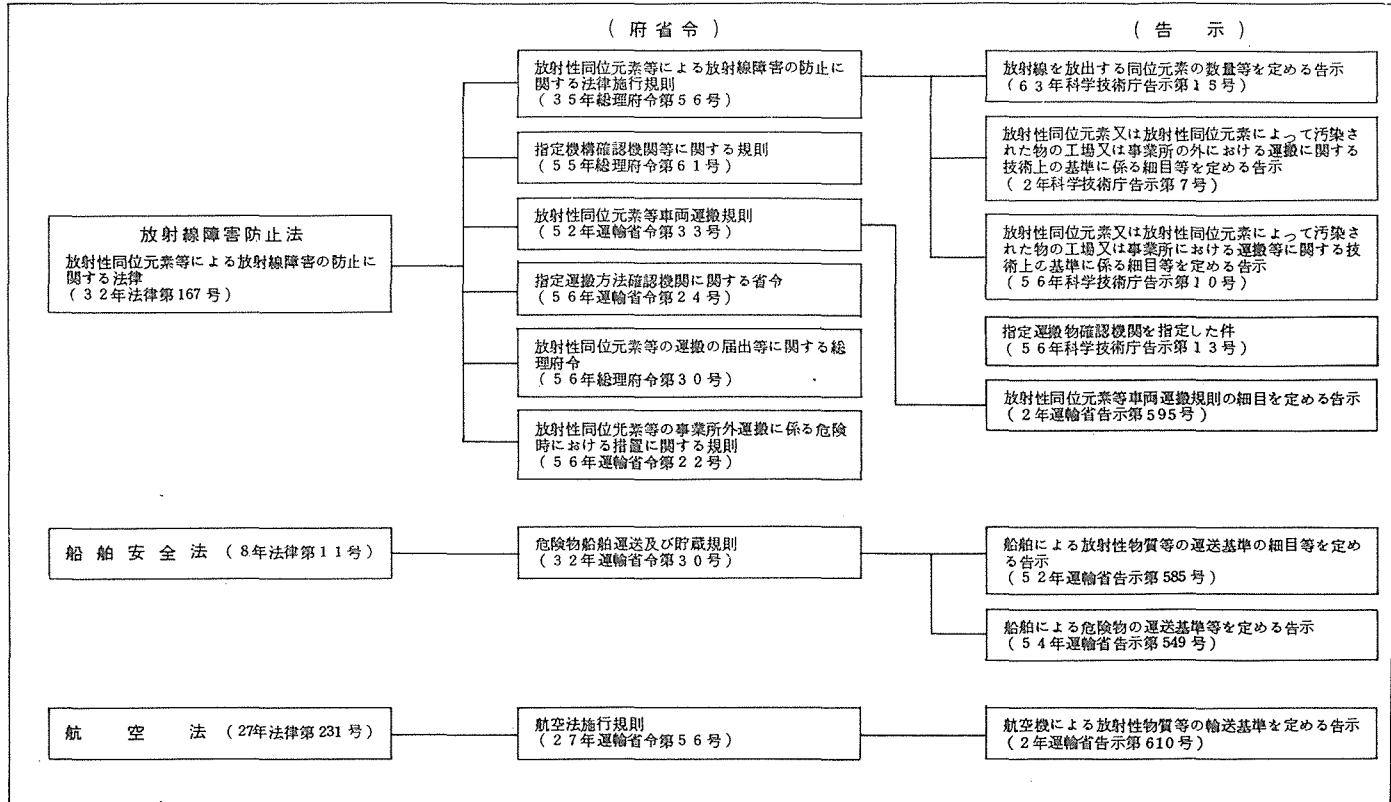 (府省令)
(告示)
放射線障害防止法
放射性同位元素等による放射線障害の防止に
関する法律
(32年法律第167号)
放射性同位元素等による放射線障害の防止に
関する法律施行規則
(35年総理府令第56号)
指定機構確認機関等に関する規則
(55年総理府令第61号)
放射性同位元素等車両運搬規則
(52年運輸省令第33号)
指定運搬方法確認機関に関する省令
(56年運輸省令第24号)
放射性同位元素等の運搬の届出等に関する総
理府令
(56年総理府令第30号)
放射性同位元素等の事業所外運搬に係る危険
時における措置に関する規則
(56年運輸省令第22号)
放射線を放出する同位元素の数量等を定める告示
(63年科学技術庁告示第15号)
放射性同位元素又は放射性同位元素によって汚染さ
れた物の工場又は事業所の外における運搬に関する
技術上の基準に係る細目等を定める告示
(2年科学技術庁告示第7号)
放射性同位元素又は放射性同位元素によって汚染さ
れた物の工場又は事業所における運搬等に関する技
術上の基準に係る細目等を定める告示
(56年科学技術庁告示第10号)
指定運搬物確認機関を指定した件
(56年科学技術庁告示第13号)
放射性同位元素等車両運搬規則の細目を定める告示
(2年運輸省告示第595号)
船舶安全法(8年法律第11号)
危険物船舶運送及び貯蔵規則
(32年運輸省令第30号)
船舶による放射性物質等の運送基準の細目等を定め
る告示
(52年運輸省告示第585号)
船舶による危険物の運送基準等を定める告示
(54年運輸省告示第549号)
航空法(27年法律第231号)
航空法施行規則
(27年運輸省令第56号)
航空機による放射性物質等の輸送基準を定める告示
(2年運輸省告示第610号)